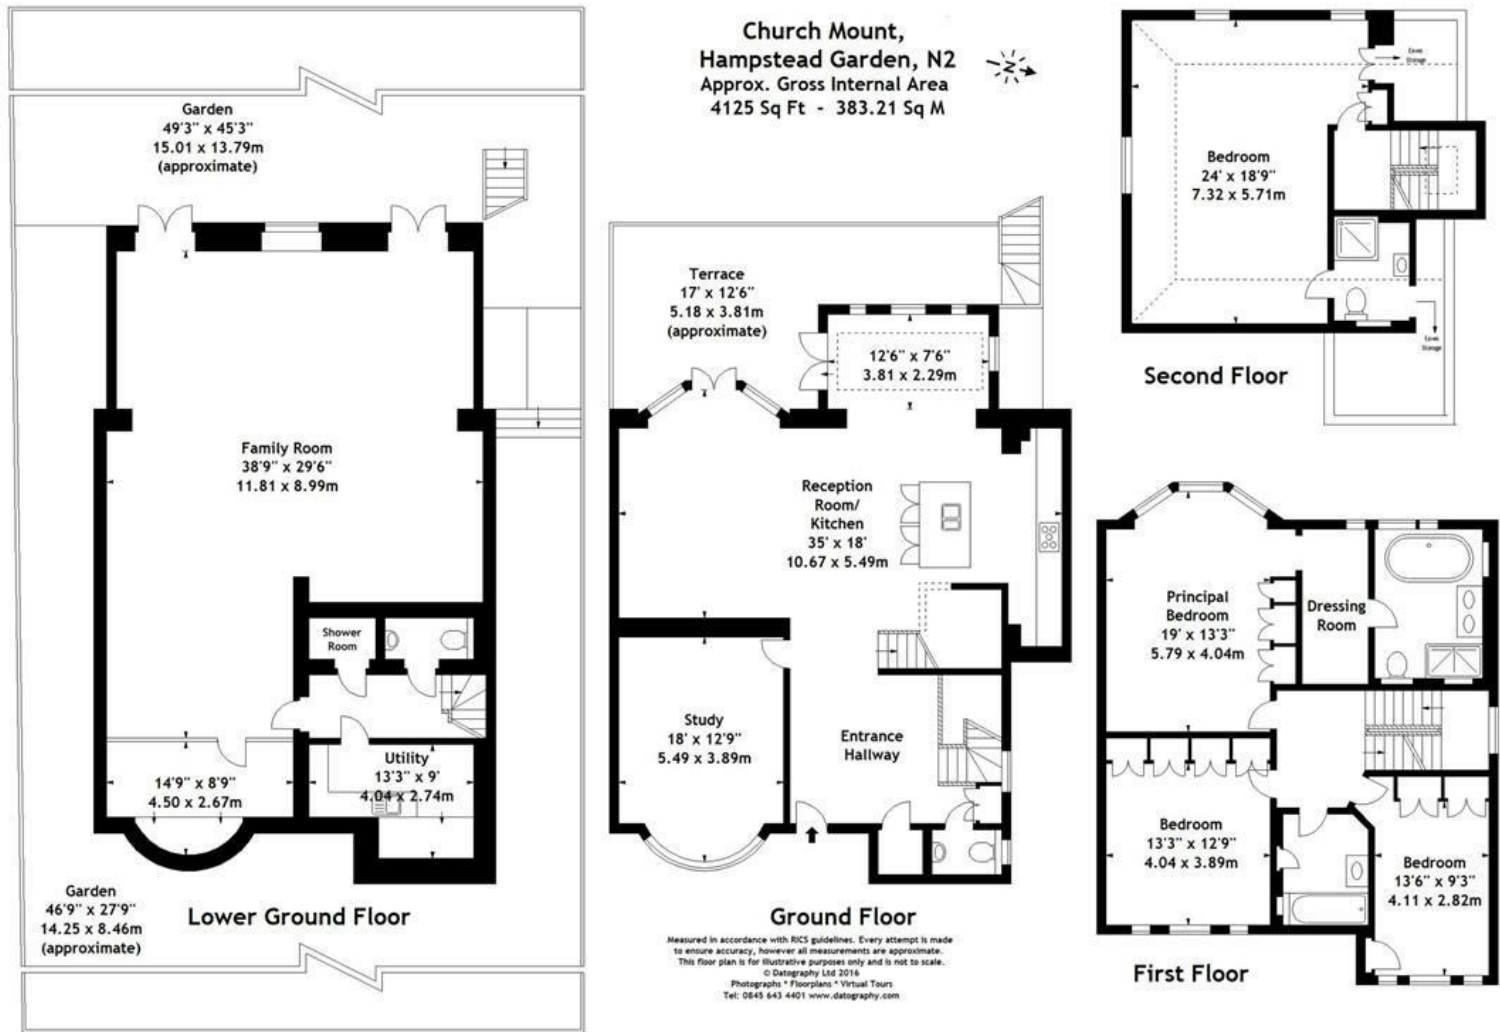 Church Mount,
Hampstead Garden, N2
Approx. Gross Internal Area
4125 Sq Ft - 383.21 Sq M
N
Garden
49'3" x 45'3"
15.01 x 13.79m
(approximate)
Family Room
38'9" x 29'6"
11.81 x 8.99m
Shower
Room
Utility
13'3" x 9'
4.04 x 2.74m
14'9" x 8'9"
4.50 x 2.67m
Garden
46'9" x 27'9"
14.25 x 8.46m
(approximate)
Lower Ground Floor
Terrace
17' x 12'6"
5.18 x 3.81m
(approximate)
12'6" x 7'6"
3.81 x 2.29m
Reception
Room/
Kitchen
35' x 18'
10.67 x 5.49m
Study
18' x 12'9"
5.49 x 3.89m
Entrance
Hallway
Ground Floor
Measured in accordance with RICS guidelines. Every attempt is made
to ensure accuracy, however all measurements are approximate.
This floor plan is for illustrative purposes only and is not to scale.
© Datography Ltd 2016
Photographs * Floorplans * Virtual Tours
Tel: 0845 643 4401 www.datography.com
Eaves
Storage
Bedroom
24' x 18'9"
7.32 x 5.71m
Eaves
Storage
Second Floor
Principal
Bedroom
19' x 13'3"
5.79 x 4.04m
Dressing
Room
Bedroom
13'3" x 12'9"
4.04 x 3.89m
Bedroom
13'6" x 9'3"
4.11 x 2.82m
First Floor